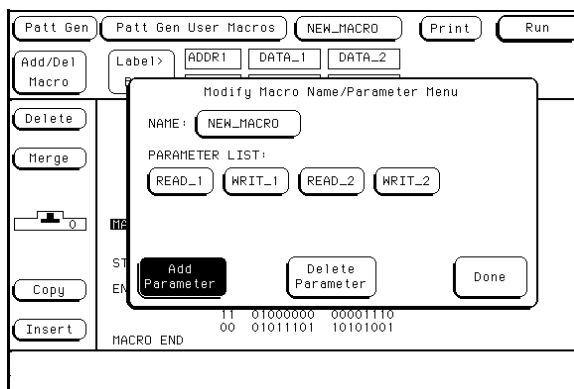 Patt Gen Patt Gen User Macros NEW_MACRO Print Run
Add/Del Macro
Label> ADDR1 DATA_1 DATA_2
Modify Macro Name/Parameter Menu
Delete
NAME: NEW_MACRO
Merge
PARAMETER LIST:
READ_1 WRIT_1 READ_2 WRIT_2
0
Add Parameter
Delete Parameter
Done
Copy
11 01000000 00001110
Insert
00 01011101 10101001
MACRO END